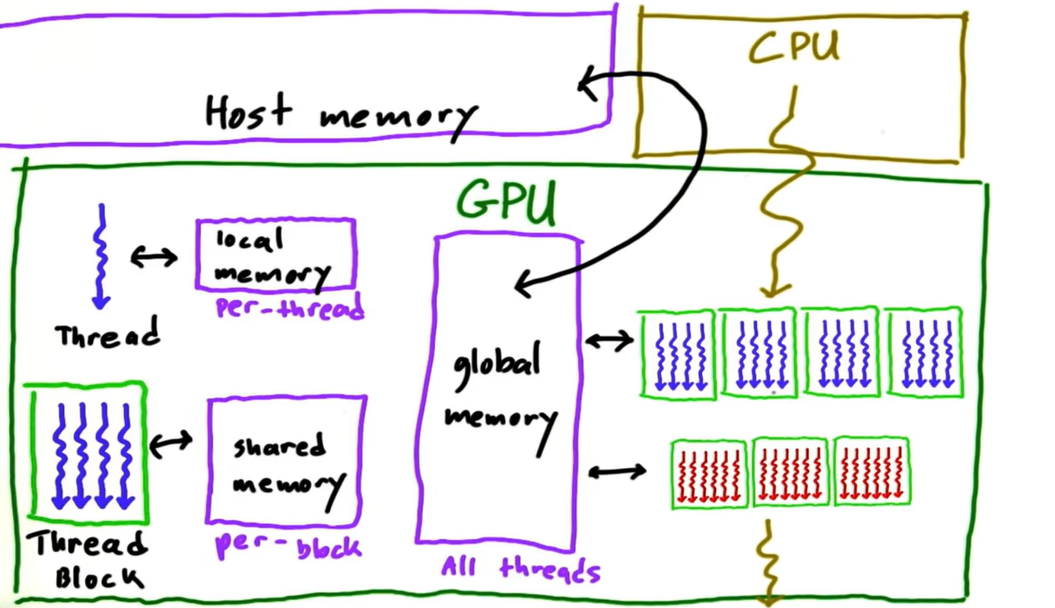 CPU
Host memory
GPU
local
memory
per-thread
Thread
global
memory
shared
memory
per-block
Thread
Block
All threads